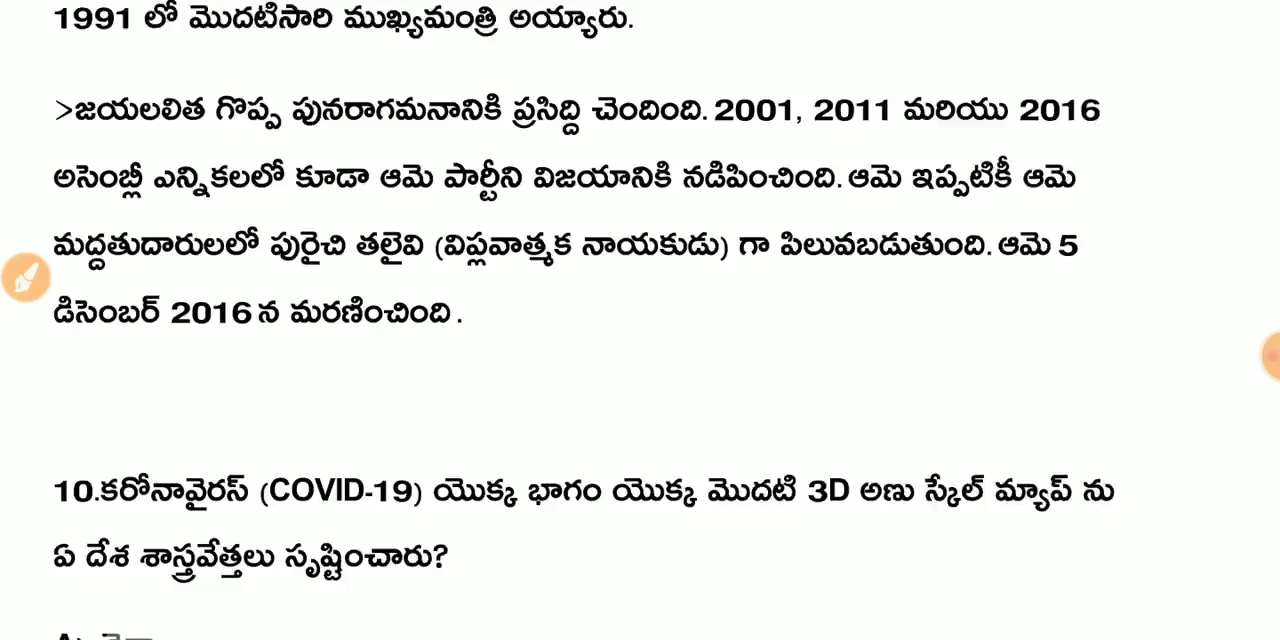 1991 లో మొదటిసారి ముఖ్యమంత్రి అయ్యారు.
>జయలలిత గొప్ప పునరాగమనానికి ప్రసిద్ది చెందింది. 2001, 2011 మరియు 2016
అసెంబ్లీ ఎన్నికలలో కూడా ఆమె పార్టీని విజయానికి నడిపించింది. ఆమె ఇప్పటికీ ఆమె
మద్దతుదారులలో పురైచి తలైవి (విప్లవాత్మక నాయకుడు) గా పిలువబడుతుంది. ఆమె 5
డిసెంబర్ 2016 న మరణించింది.
10.కరోనావైరస్ (COVID-19) యొక్క భాగం యొక్క మొదటి 3D అణు స్కేల్ మ్యాప్ ను
ఏ దేశ శాస్త్రవేత్తలు సృష్టించారు?